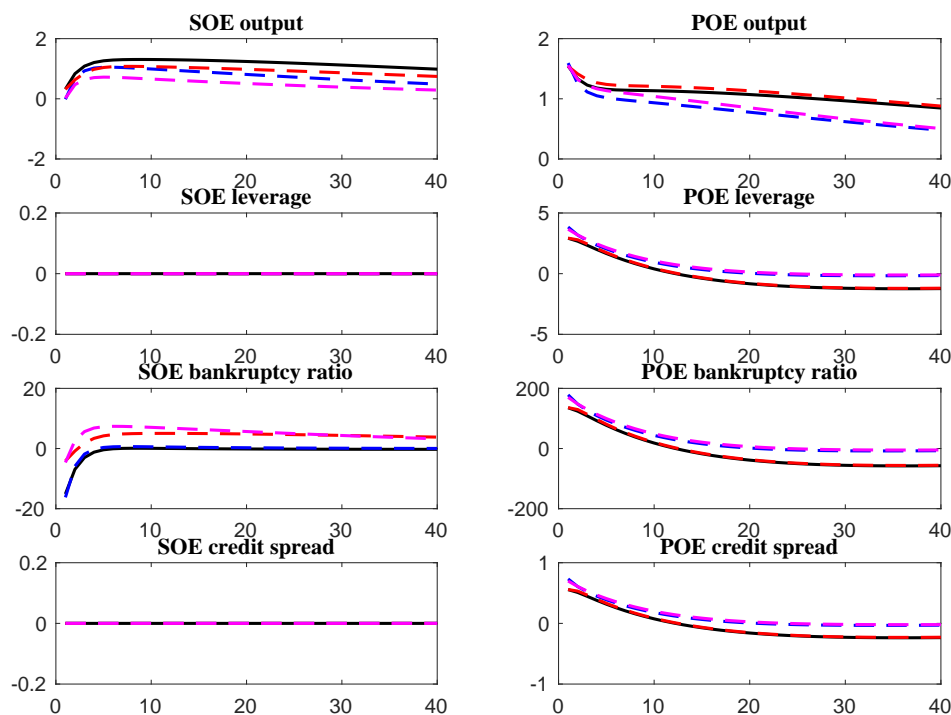 SOE output
2
0
-2
0 10 20 30 40
POE output
2
1
0
0 10 20 30 40
SOE leverage
0.2
0
-0.2
0 10 20 30 40
POE leverage
5
0
-5
0 10 20 30 40
SOE bankruptcy ratio
20
0
-20
0 10 20 30 40
POE bankruptcy ratio
200
0
-200
0 10 20 30 40
SOE credit spread
0.2
0
-0.2
0 10 20 30 40
POE credit spread
1
0
-1
0 10 20 30 40